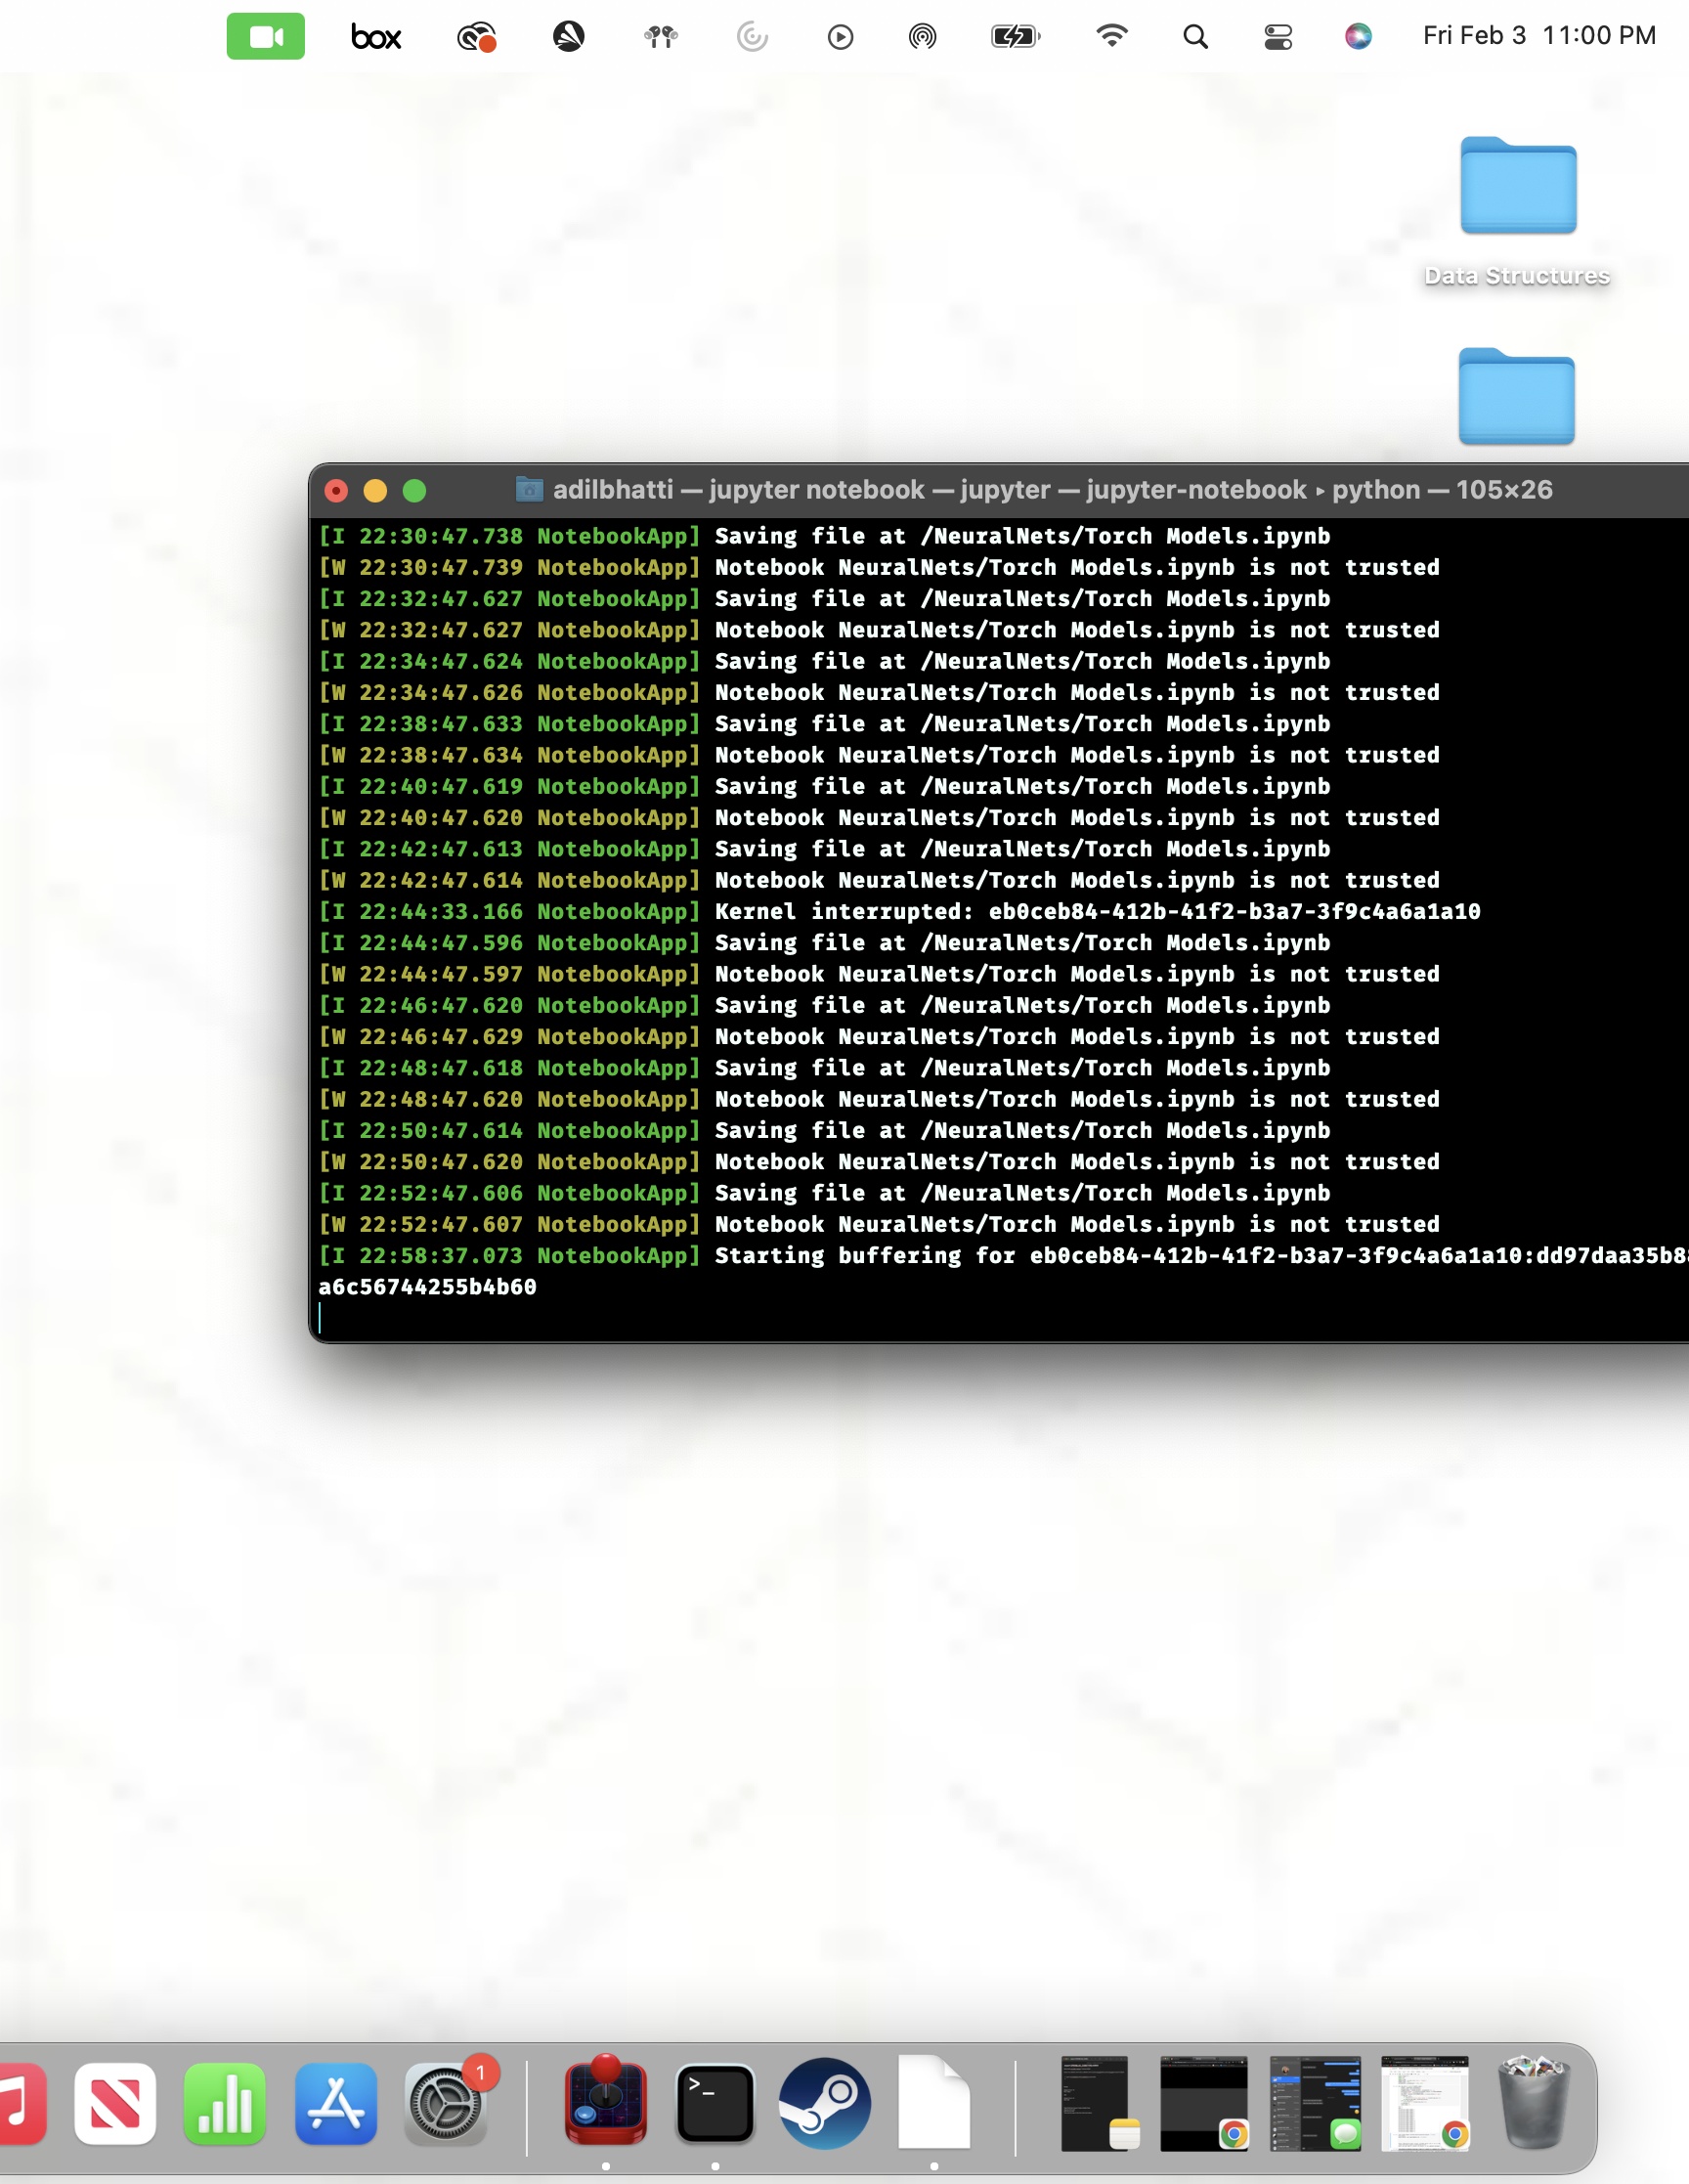 box
Fri Feb 3 11:00 PM
Data Structures
adilbhatti — jupyter notebook — jupyter — jupyter-notebook ▸ python — 105×26
[I 22:30:47.738 NotebookApp] Saving file at /NeuralNets/Torch Models.ipynb
[W 22:30:47.739 NotebookApp] Notebook NeuralNets/Torch Models.ipynb is not trusted
[I 22:32:47.627 NotebookApp] Saving file at /NeuralNets/Torch Models.ipynb
[W 22:32:47.627 NotebookApp] Notebook NeuralNets/Torch Models.ipynb is not trusted
[I 22:34:47.624 NotebookApp] Saving file at /NeuralNets/Torch Models.ipynb
[W 22:34:47.626 NotebookApp] Notebook NeuralNets/Torch Models.ipynb is not trusted
[I 22:38:47.633 NotebookApp] Saving file at /NeuralNets/Torch Models.ipynb
[W 22:38:47.634 NotebookApp] Notebook NeuralNets/Torch Models.ipynb is not trusted
[I 22:40:47.619 NotebookApp] Saving file at /NeuralNets/Torch Models.ipynb
[W 22:40:47.620 NotebookApp] Notebook NeuralNets/Torch Models.ipynb is not trusted
[I 22:42:47.613 NotebookApp] Saving file at /NeuralNets/Torch Models.ipynb
[W 22:42:47.614 NotebookApp] Notebook NeuralNets/Torch Models.ipynb is not trusted
[I 22:44:33.166 NotebookApp] Kernel interrupted: eb0ceb84-412b-41f2-b3a7-3f9c4a6a1a10
[I 22:44:47.596 NotebookApp] Saving file at /NeuralNets/Torch Models.ipynb
[W 22:44:47.597 NotebookApp] Notebook NeuralNets/Torch Models.ipynb is not trusted
[I 22:46:47.620 NotebookApp] Saving file at /NeuralNets/Torch Models.ipynb
[W 22:46:47.629 NotebookApp] Notebook NeuralNets/Torch Models.ipynb is not trusted
[I 22:48:47.618 NotebookApp] Saving file at /NeuralNets/Torch Models.ipynb
[W 22:48:47.620 NotebookApp] Notebook NeuralNets/Torch Models.ipynb is not trusted
[I 22:50:47.614 NotebookApp] Saving file at /NeuralNets/Torch Models.ipynb
[W 22:50:47.620 NotebookApp] Notebook NeuralNets/Torch Models.ipynb is not trusted
[I 22:52:47.606 NotebookApp] Saving file at /NeuralNets/Torch Models.ipynb
[W 22:52:47.607 NotebookApp] Notebook NeuralNets/Torch Models.ipynb is not trusted
[I 22:58:37.073 NotebookApp] Starting buffering for eb0ceb84-412b-41f2-b3a7-3f9c4a6a1a10:dd97daa35b8
a6c56744255b4b60
1
>_